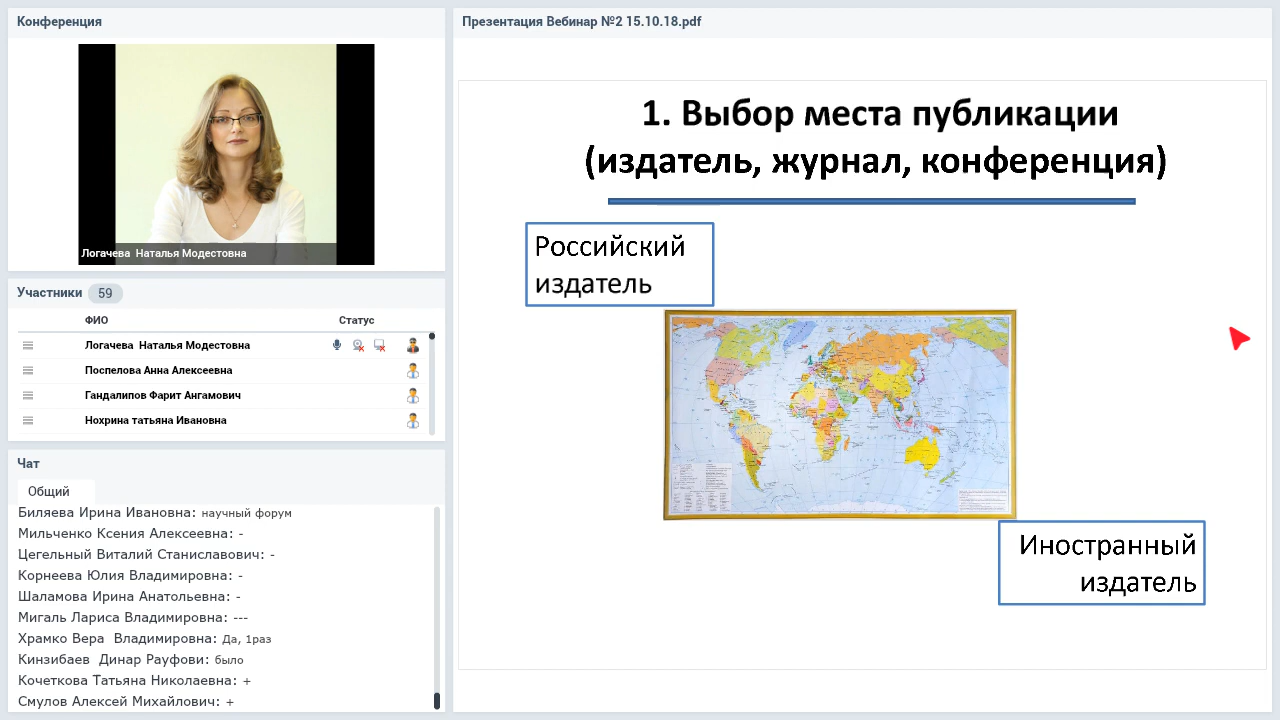 Конференция
Логачева Наталья Модестовна
Участники 59
ФИО Статус
Логачева Наталья Модестовна
Поспелова Анна Алексеевна
Гандалипов Фарит Ангамович
Нохрина татьяна Ивановна
Чат
Общий
Биляева Ирина Ивановна: научный форум
Мильченко Ксения Алексеевна: -
Цегельный Виталий Станиславович: -
Корнеева Юлия Владимировна: -
Шаламова Ирина Анатольевна: -
Мигаль Лариса Владимировна: ---
Храмко Вера Владимировна: Да, 1раз
Кинзибаев Динар Рауфови: было
Кочеткова Татьяна Николаевна: +
Смулов Алексей Михайлович: +
Презентация Вебинар №2 15.10.18.pdf
1. Выбор места публикации
(издатель, журнал, конференция)
Российский
издатель
Иностранный
издатель